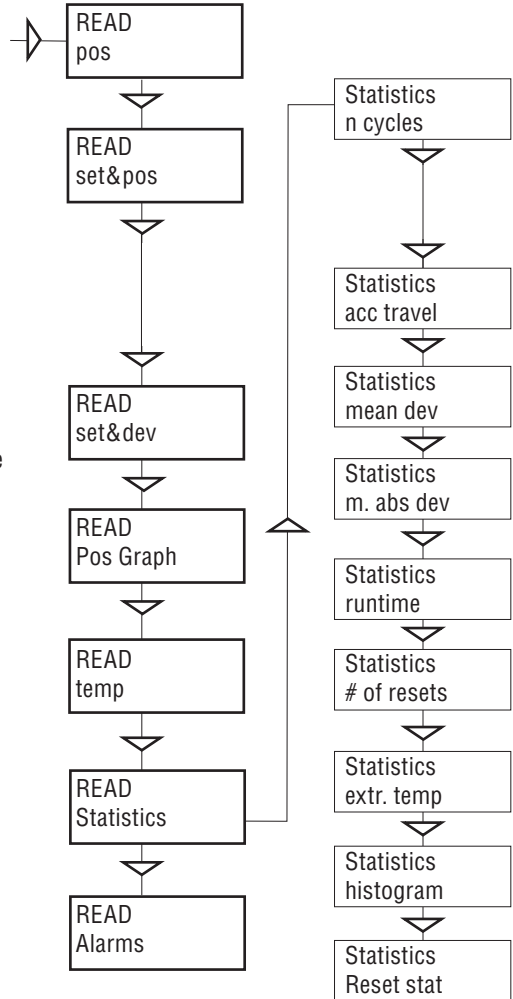 READ
pos
READ
set&pos
READ
set&dev
e
READ
Pos Graph
READ
temp
READ
Statistics
READ
Alarms
Statistics
n cycles
Statistics
acc travel
Statistics
mean dev
Statistics
m. abs dev
Statistics
runtime
Statistics
# of resets
Statistics
extr. temp
Statistics
histogram
Statistics
Reset stat